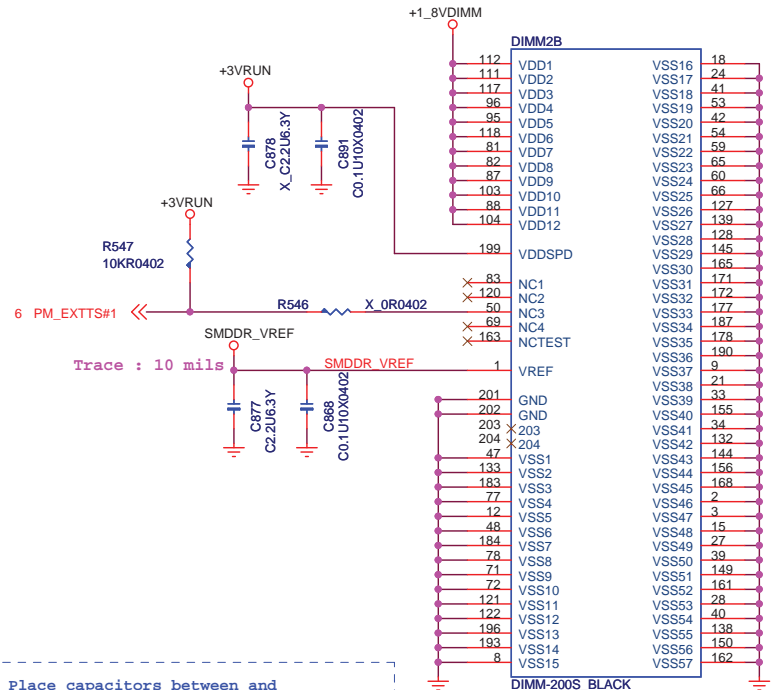 +1_8VDIMM
DIMM2B
+3VRUN
C878
X_C2.2U6.3Y
C891
C0.1U10X0402
+3VRUN
R547
10KR0402
6 PM_EXTTS#1
R546
X_0R0402
SMDDR_VREF
Trace : 10 mils
SMDDR_VREF
C877
C2.2U6.3Y
C868
C0.1U10X0402
112 VDD1
111 VDD2
117 VDD3
96 VDD4
95 VDD5
118 VDD6
81 VDD7
82 VDD8
87 VDD9
103 VDD10
88 VDD11
104 VDD12
199 VDDSPD
83 NC1
120 NC2
50 NC3
69 NC4
163 NCTEST
1 VREF
201 GND
202 GND
203 203
204 204
47 VSS1
133 VSS2
183 VSS3
77 VSS4
12 VSS5
48 VSS6
184 VSS7
78 VSS8
71 VSS9
72 VSS10
121 VSS11
122 VSS12
196 VSS13
193 VSS14
8 VSS15
VSS16 18
VSS17 24
VSS18 41
VSS19 53
VSS20 42
VSS21 54
VSS22 59
VSS23 65
VSS24 60
VSS25 66
VSS26 127
VSS27 139
VSS28 128
VSS29 145
VSS30 165
VSS31 171
VSS32 172
VSS33 177
VSS34 187
VSS35 178
VSS36 190
VSS37 9
VSS38 21
VSS39 33
VSS40 155
VSS41 34
VSS42 132
VSS43 144
VSS44 156
VSS45 168
VSS46 2
VSS47 3
VSS48 15
VSS49 27
VSS50 39
VSS51 149
VSS52 161
VSS53 28
VSS54 40
VSS55 138
VSS56 150
VSS57 162
DIMM-200S_BLACK
Place capacitors between and